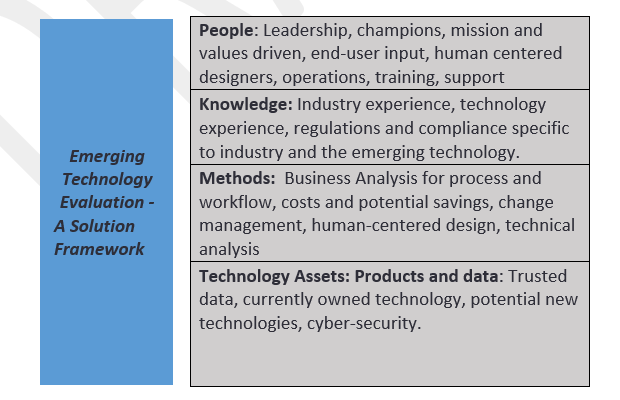 Emerging
Technology
Evaluation -
A Solution
Framework
People: Leadership, champions, mission and
values driven, end-user input, human centered
designers, operations, training, support
Knowledge: Industry experience, technology
experience, regulations and compliance specific
to industry and the emerging technology.
Methods:  Business Analysis for process and
workflow, costs and potential savings, change
management, human-centered design, technical
analysis
Technology Assets: Products and data: Trusted
data, currently owned technology, potential new
technologies, cyber-security.